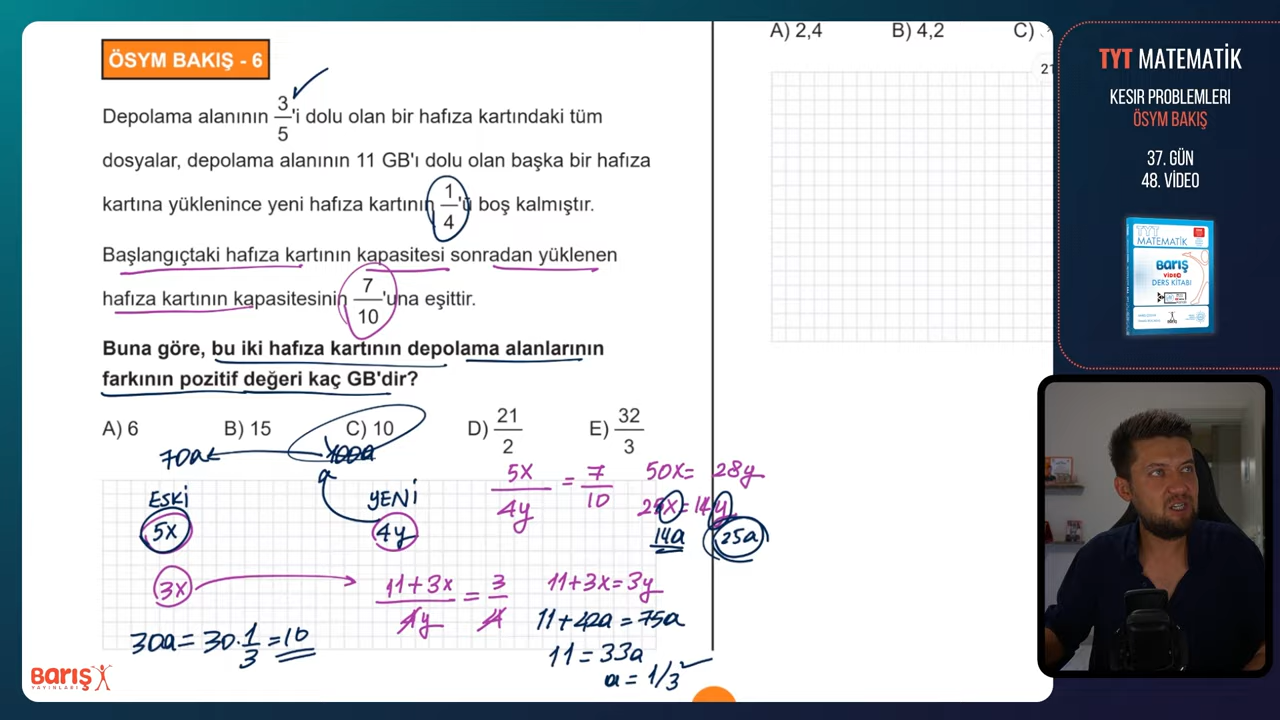 ÖSYM BAKIŞ - 6
Depolama alanının 3/5'i dolu olan bir hafıza kartındaki tüm
dosyalar, depolama alanının 11 GB'ı dolu olan başka bir hafıza
kartına yüklenince yeni hafıza kartının 1/4'ü boş kalmıştır.
Başlangıçtaki hafıza kartının kapasitesi sonradan yüklenen
hafıza kartının kapasitesinin 7/10'una eşittir.
Buna göre, bu iki hafıza kartının depolama alanlarının
farkının pozitif değeri kaç GB'dir?
A) 6 B) 15 C) 10 D) 21/2 E) 32/3
70a 100a
ESKİ YENİ
5x 4y
3x
11+3x/4y = 3/4
30a = 30.1/3 = 10
5x/4y = 7/10
50x = 28y
25x = 14y
14a 25a
11+3x = 3y
11+42a = 75a
11 = 33a
a = 1/3
A) 2,4 B) 4,2 C)
TYT MATEMATİK
KESIR PROBLEMLERI
ÖSYM BAKIŞ
37. GÜN
48. VİDEO
TYT
MATEMATİK
BARIŞ
VİDEO
DERS KİTABI
BARIŞ
YAYINLARI